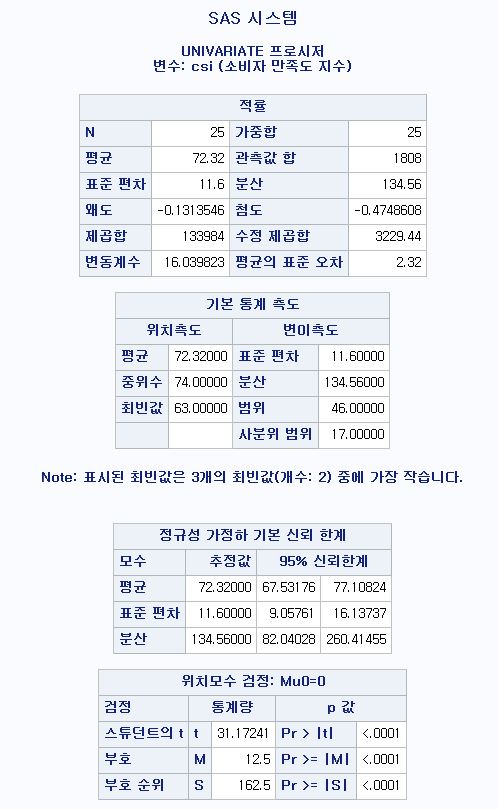 SAS 시스템
UNIVARIATE 프로시저
변수: csi (소비자 만족도 지수)
적률
N 25 가중합 25
평균 72.32 관측값 합 1808
표준 편차 11.6 분산 134.56
왜도 -0.1313546 첨도 -0.4748608
제곱합 133984 수정 제곱합 3229.44
변동계수 16.039823 평균의 표준 오차 2.32
기본 통계 측도
위치측도 변이측도
평균 72.32000 표준 편차 11.60000
중위수 74.00000 분산 134.56000
최빈값 63.00000 범위 46.00000
사분위 범위 17.00000
Note: 표시된 최빈값은 3개의 최빈값(개수: 2) 중에 가장 작습니다.
정규성 가정하 기본 신뢰 한계
모수 추정값 95% 신뢰한계
평균 72.32000 67.53176 77.10824
표준 편차 11.60000 9.05761 16.13737
분산 134.56000 82.04028 260.41455
위치모수 검정: Mu0=0
검정 통계량 p 값
스튜던트의 t t 31.17241 Pr > |t| <.0001
부호 M 12.5 Pr >= |M| <.0001
부호 순위 S 162.5 Pr >= |S| <.0001